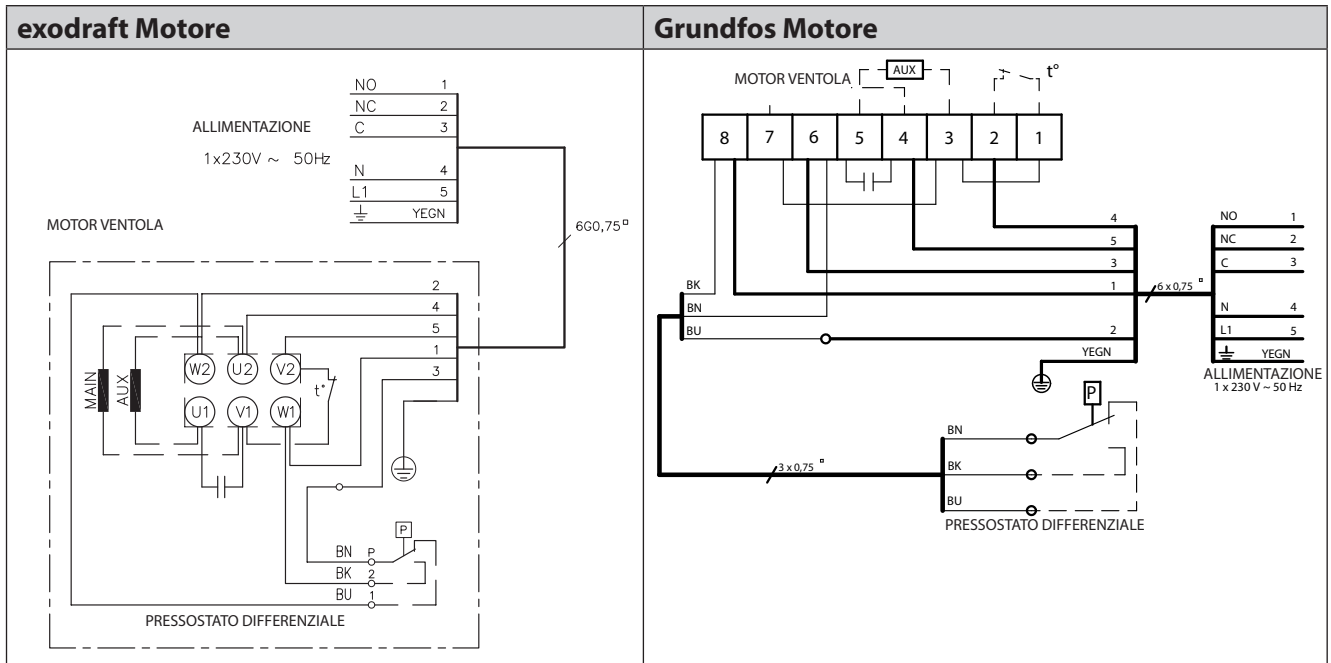 exodraft Motore
NO 1
NC 2
ALLIMENTAZIONE C 3
1x230V ~ 50Hz
N 4
L1 5
YEGN
MOTOR VENTOLA
6G0,75
2
4
5
1
3
MAIN
AUX
W2 U2 V2
t°
U1 V1 W1
P
BN P
BK 2
BU 1
PRESSOSTATO DIFFERENZIALE
Grundfos Motore
MOTOR VENTOLA AUX t°
8 7 6 5 4 3 2 1
4
5
3
1
2
YEGN
6 x 0,75
BK
BN
BU
NO 1
NC 2
C 3
N 4
L1 5
YEGN
ALLIMENTAZIONE
1 x 230 V ~ 50 Hz
P
BN
BK
BU
3 x 0,75
PRESSOSTATO DIFFERENZIALE